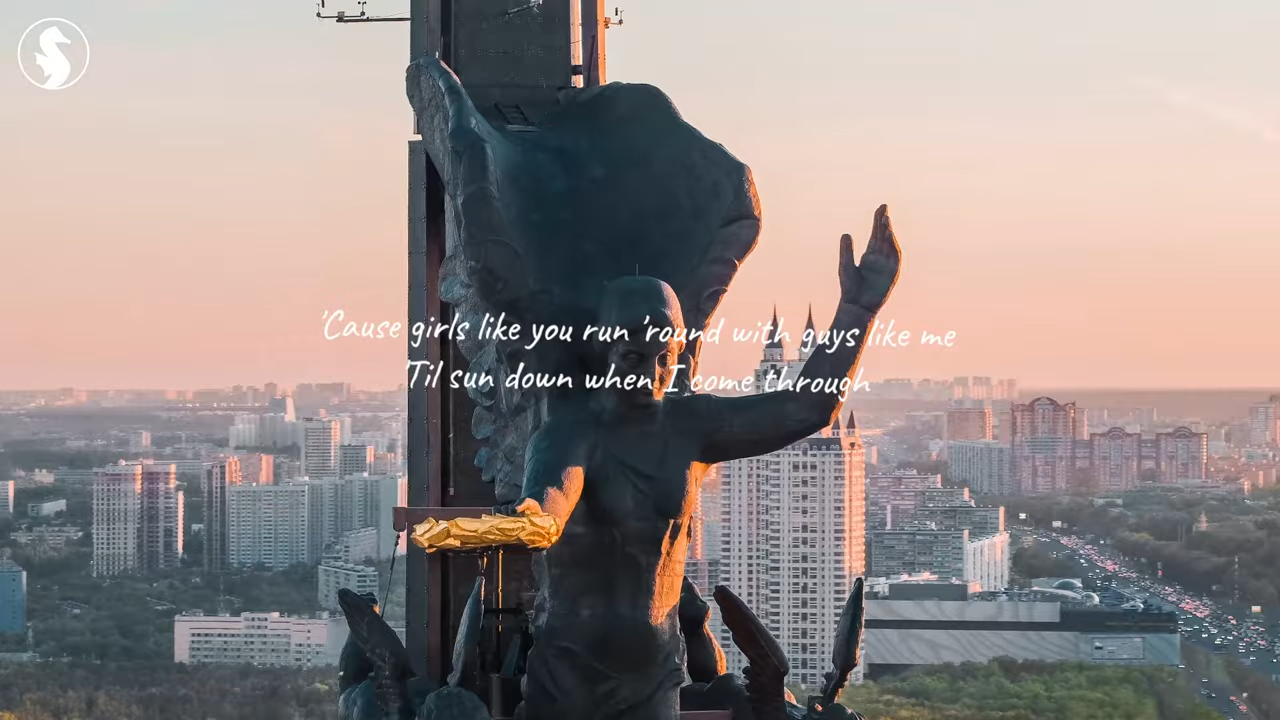 'Cause girls like you run 'round with guys like me
'Til sun down when I come through